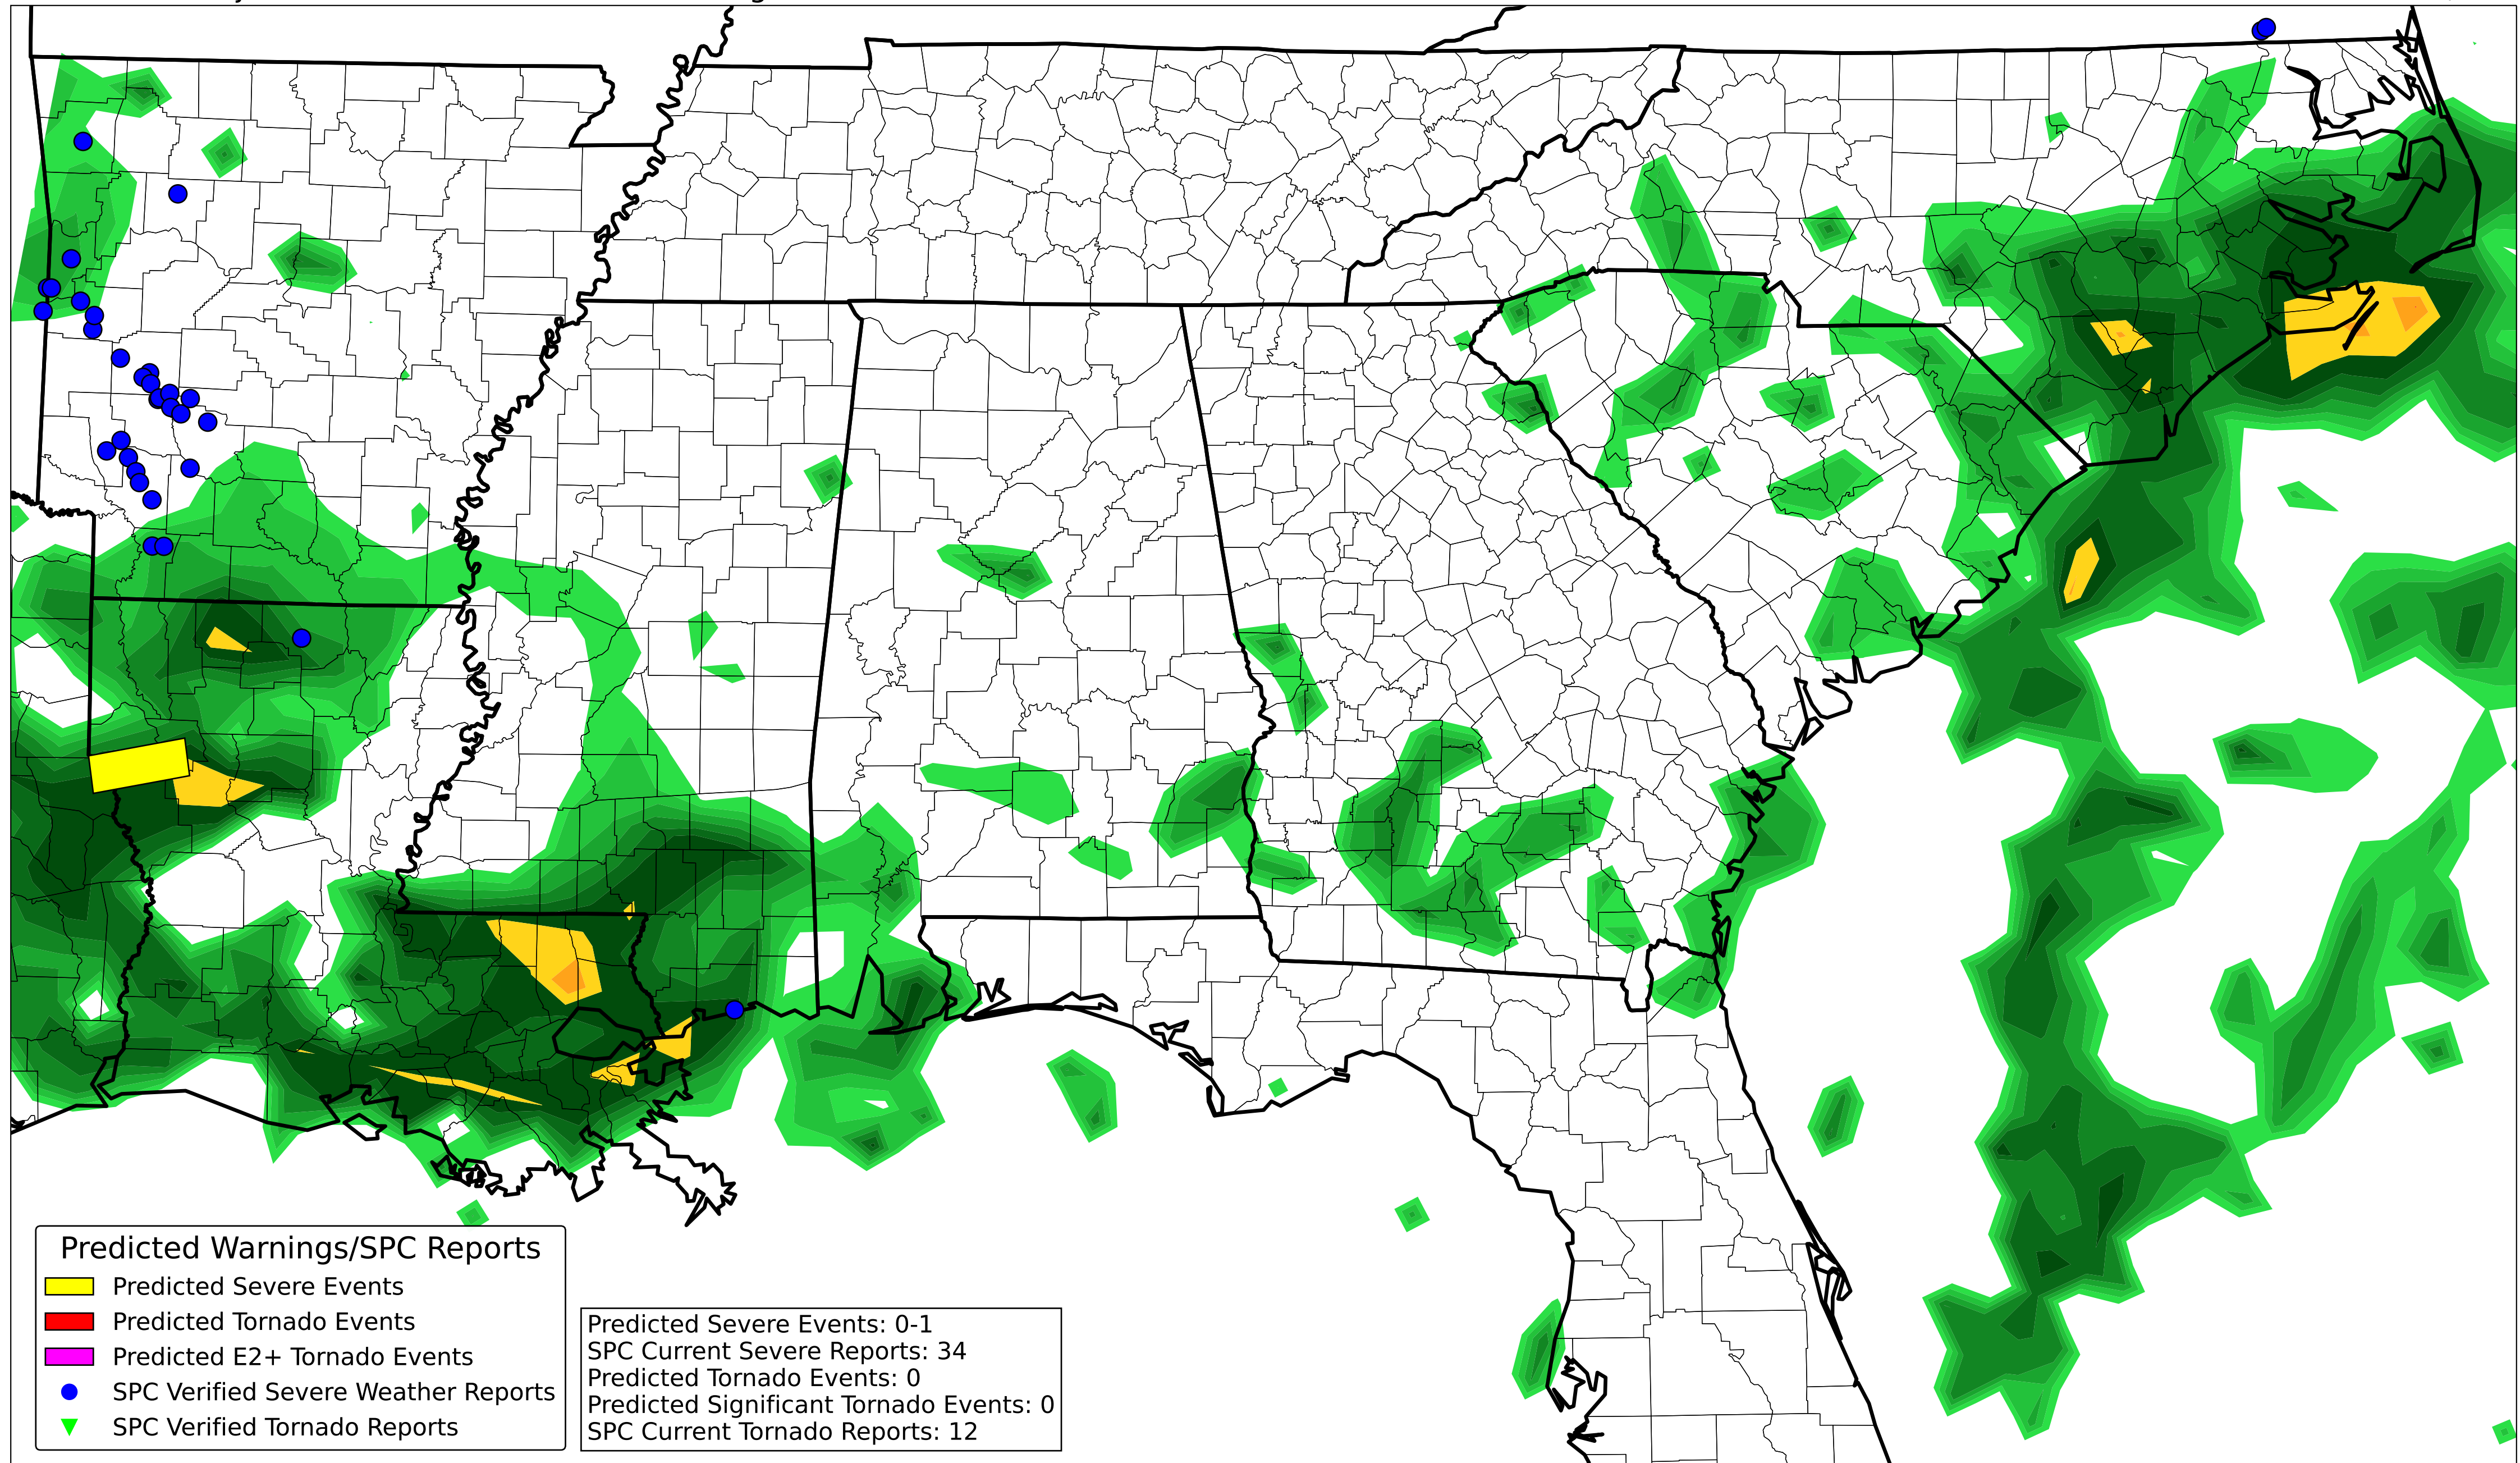 Predicted Warnings/SPC Reports
Predicted Severe Events
Predicted Tornado Events
Predicted E2+ Tornado Events
SPC Verified Severe Weather Reports
SPC Verified Tornado Reports
Predicted Severe Events: 0-1
SPC Current Severe Reports: 34
Predicted Tornado Events: 0
Predicted Significant Tornado Events: 0
SPC Current Tornado Reports: 12